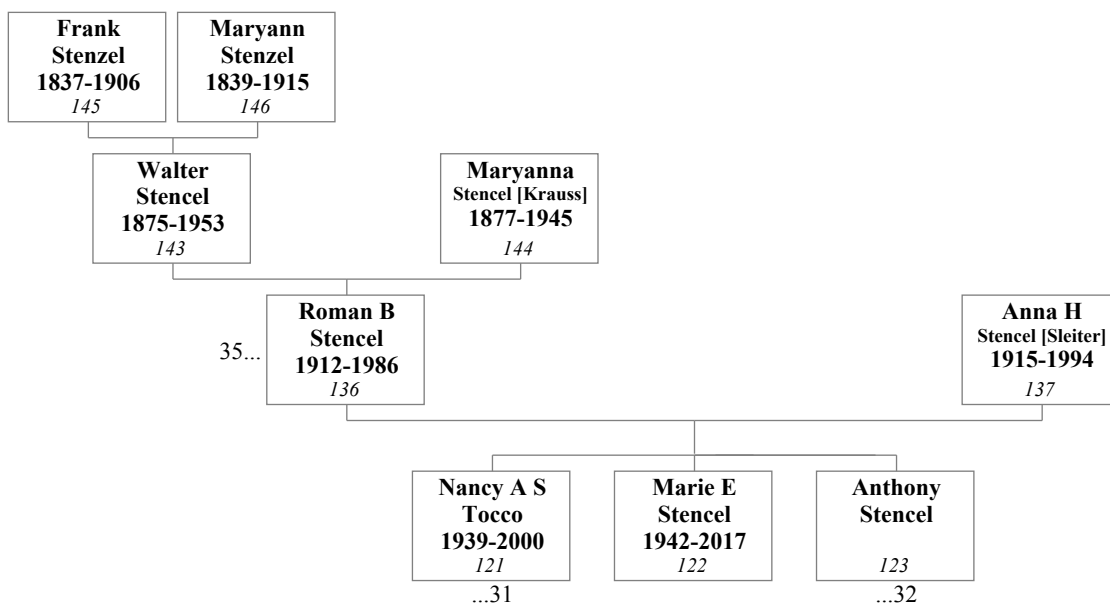 Frank
Stenzel
1837-1906
145
Maryann
Stenzel
1839-1915
146
Walter
Stencel
1875-1953
143
Maryanna
Stencel [Krauss]
1877-1945
144
35...
Roman B
Stencel
1912-1986
136
Anna H
Stencel [Sleiter]
1915-1994
137
Nancy A S
Tocco
1939-2000
121
...31
Marie E
Stencel
1942-2017
122
Anthony
Stencel
123
...32